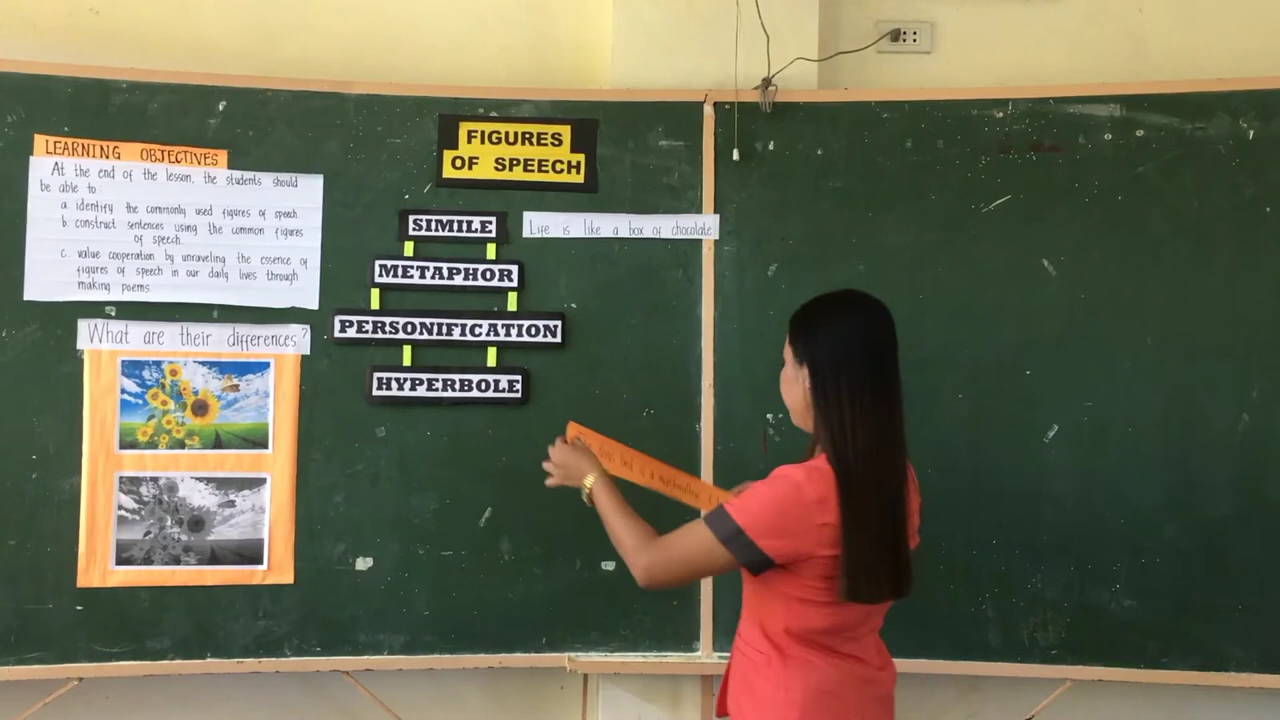 LEARNING OBJECTIVES
At the end of the lesson, the students should
be able to:
a. identify the commonly used figures of speech.
b. construct sentences using the common figures
of speech.
c. value cooperation by unraveling the essence of
figures of speech in our daily lives through
making poems.
What are their differences?
FIGURES
OF SPEECH
SIMILE
Life is like a box of chocolate
METAPHOR
PERSONIFICATION
HYPERBOLE
bed is a